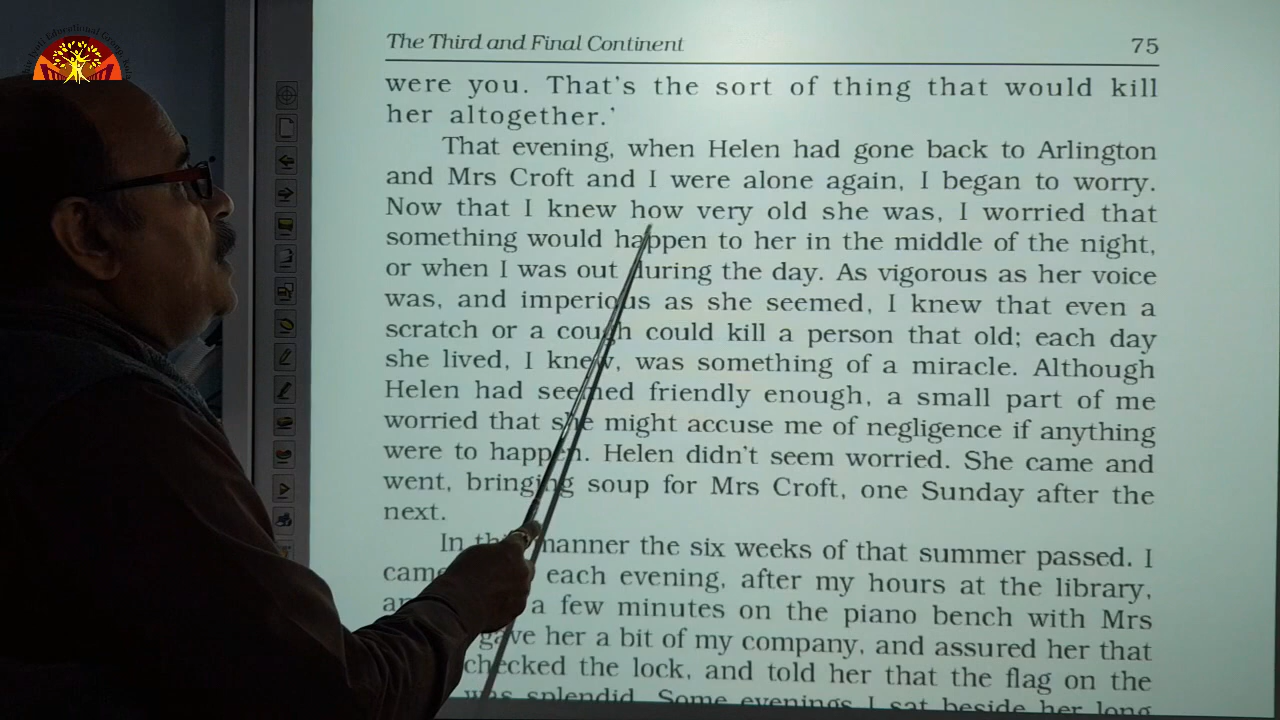 Educational Group
The Third and Final Continent 75
were you. That's the sort of thing that would kill
her altogether.'
That evening, when Helen had gone back to Arlington
and Mrs Croft and I were alone again, I began to worry.
Now that I knew how very old she was, I worried that
something would happen to her in the middle of the night,
or when I was out during the day. As vigorous as her voice
was, and imperious as she seemed, I knew that even a
scratch or a cough could kill a person that old; each day
she lived, I knew, was something of a miracle. Although
Helen had seemed friendly enough, a small part of me
worried that she might accuse me of negligence if anything
were to happen. Helen didn't seem worried. She came and
went, bringing soup for Mrs Croft, one Sunday after the
next.
In this manner the six weeks of that summer passed. I
came each evening, after my hours at the library,
a few minutes on the piano bench with Mrs
gave her a bit of my company, and assured her that
checked the lock, and told her that the flag on the
was splendid. Some evenings I sat beside her long